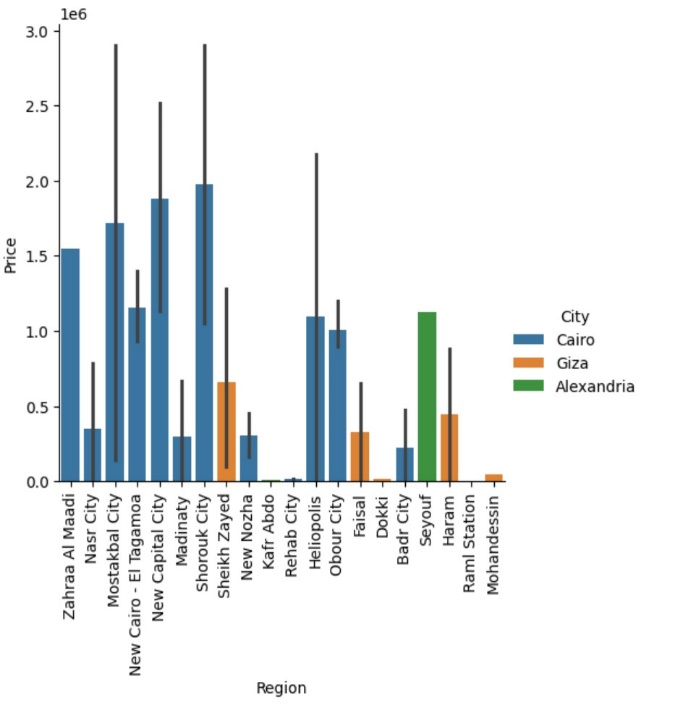 1e6
3.0
2.5
2.0
1.5
1.0
0.5
0.0
Price
Zahraa Al Maadi
Nasr City
Mostakbal City
New Cairo - El Tagamoa
New Capital City
Madinaty
Shorouk City
Sheikh Zayed
New Nozha
Kafr Abdo
Rehab City
Heliopolis
Obour City
Faisal
Dokki
Badr City
Seyouf
Haram
Raml Station
Mohandessin
Region
City
Cairo
Giza
Alexandria